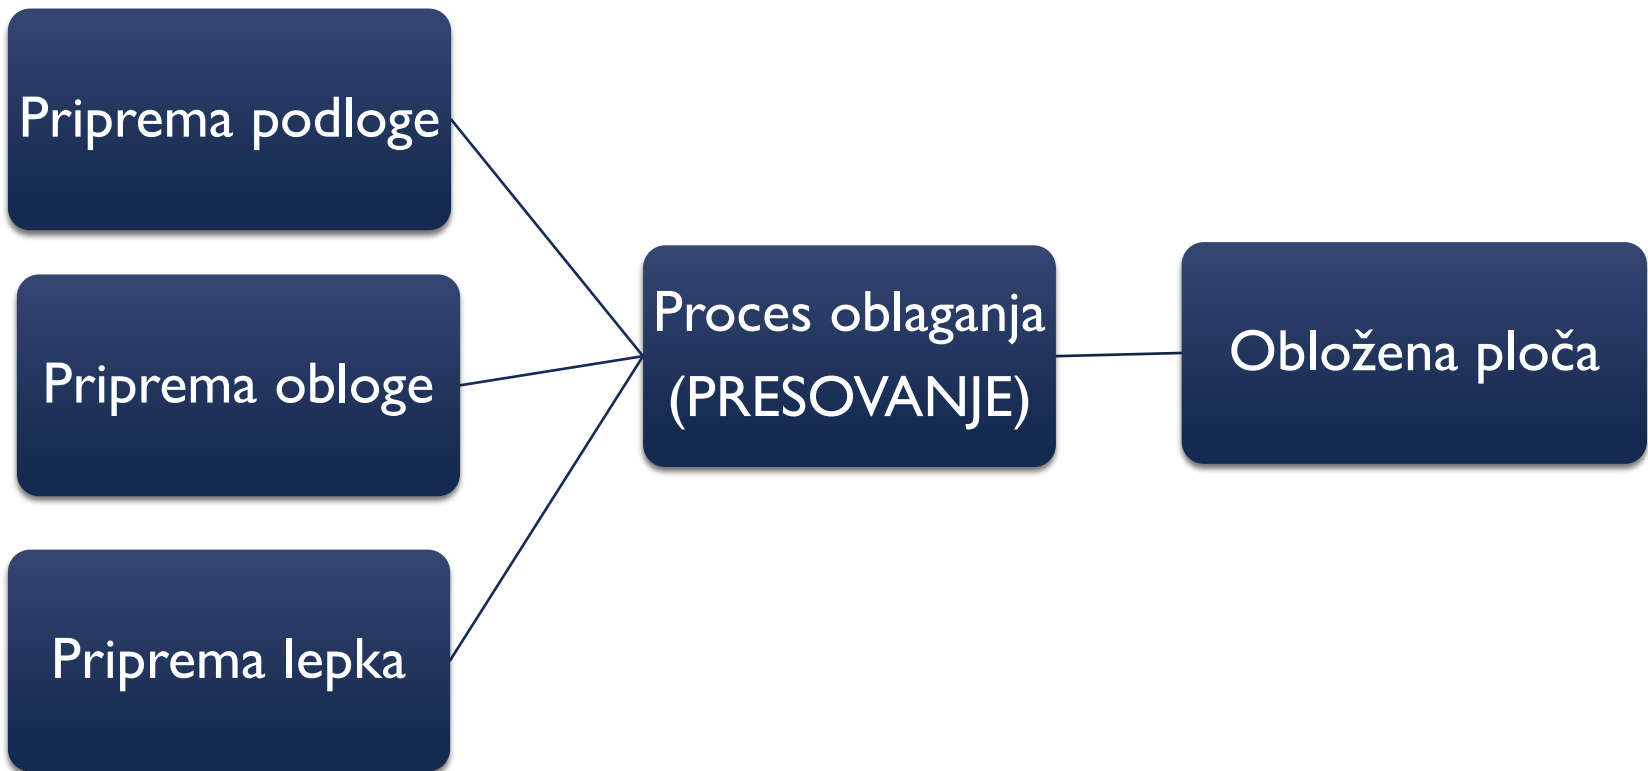 Priprema podloge
Priprema obloge
Priprema lepka
Proces oblaganja
(PRESOVANJE)
Obložena ploča